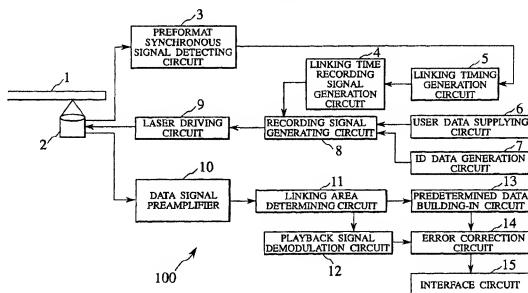 3
PREFORMAT
SYNCHRONOUS
SIGNAL DETECTING
CIRCUIT
4
LINKING TIME
RECORDING
SIGNAL GENERATION
CIRCUIT
5
LINKING TIMING
GENERATION CIRCUIT
1
2
9
LASER DRIVING
CIRCUIT
RECORDING SIGNAL
GENERATING CIRCUIT
8
6
USER DATA SUPPLYING
CIRCUIT
7
ID DATA GENERATION
CIRCUIT
10
DATA SIGNAL
PREAMPLIFIER
11
LINKING AREA
DETERMINING CIRCUIT
13
PREDETERMINED DATA
BUILDING-IN CIRCUIT
PLAYBACK SIGNAL
DEMODULATION CIRCUIT
12
14
ERROR CORRECTION
CIRCUIT
15
INTERFACE CIRCUIT
100